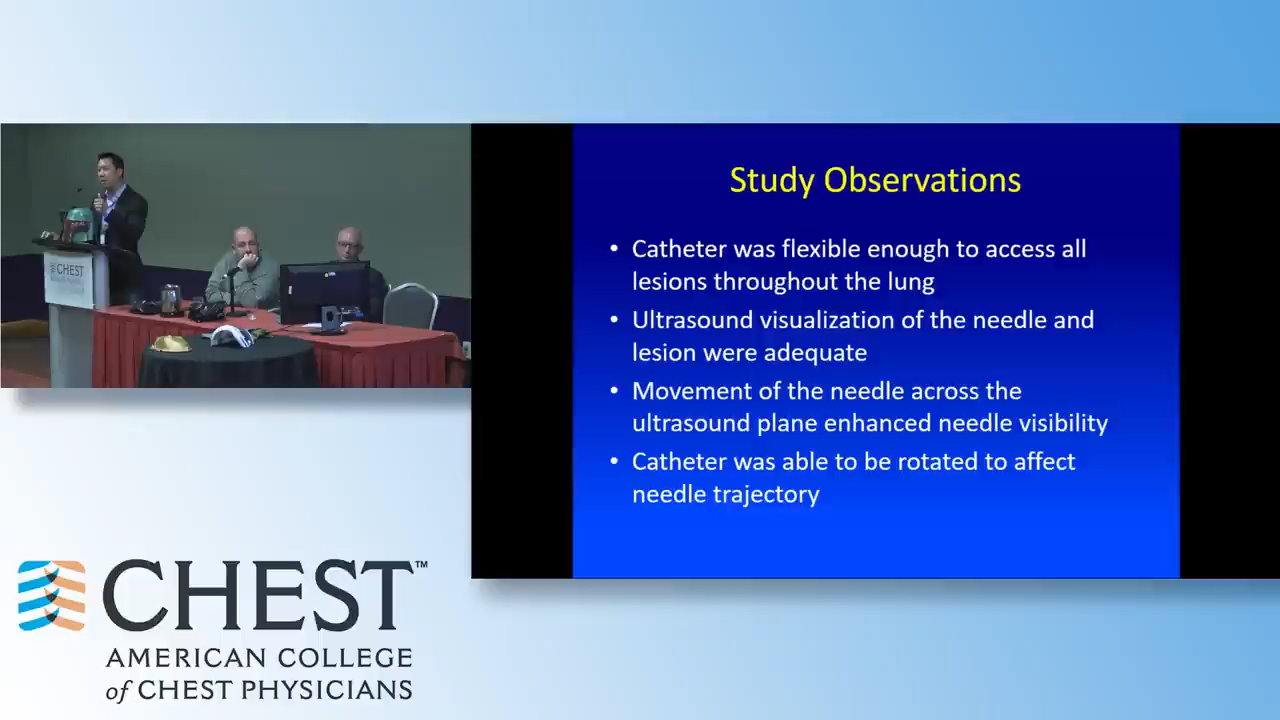 CHEST
Study Observations
• Catheter was flexible enough to access all
lesions throughout the lung
• Ultrasound visualization of the needle and
lesion were adequate
• Movement of the needle across the
ultrasound plane enhanced needle visibility
• Catheter was able to be rotated to affect
needle trajectory
CHEST™
AMERICAN COLLEGE
of CHEST PHYSICIANS